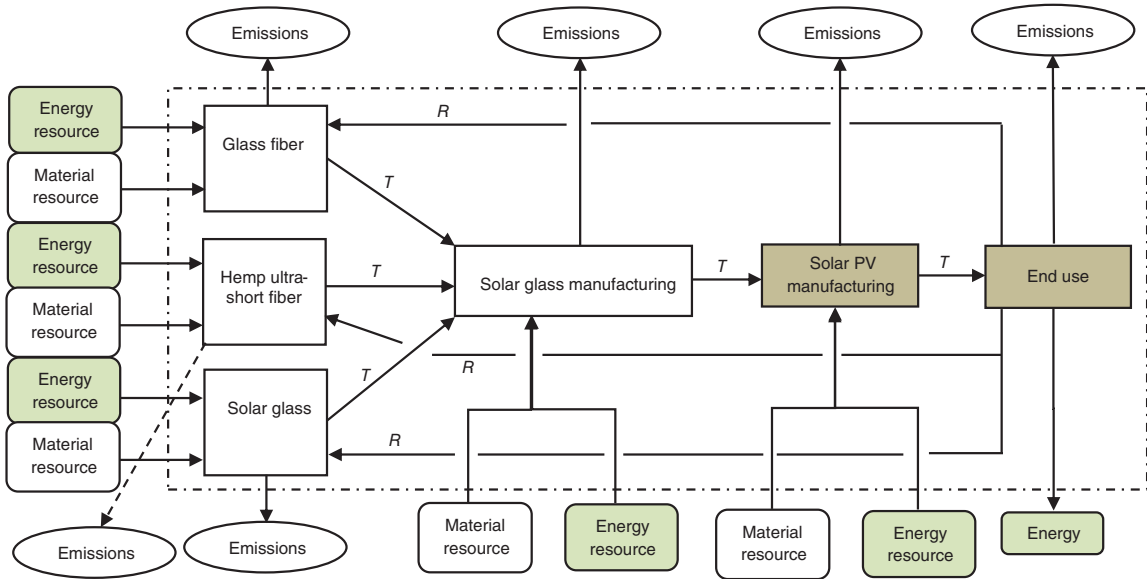 Emissions
Emissions
Emissions
Emissions
Energy
resource
Material
resource
Energy
resource
Material
resource
Energy
resource
Material
resource
Glass fiber
R
T
Hemp ultra-
short fiber
T
Solar glass manufacturing
T
Solar PV
manufacturing
T
End use
R
T
Solar glass
R
Emissions
Emissions
Material
resource
Energy
resource
Material
resource
Energy
resource
Energy